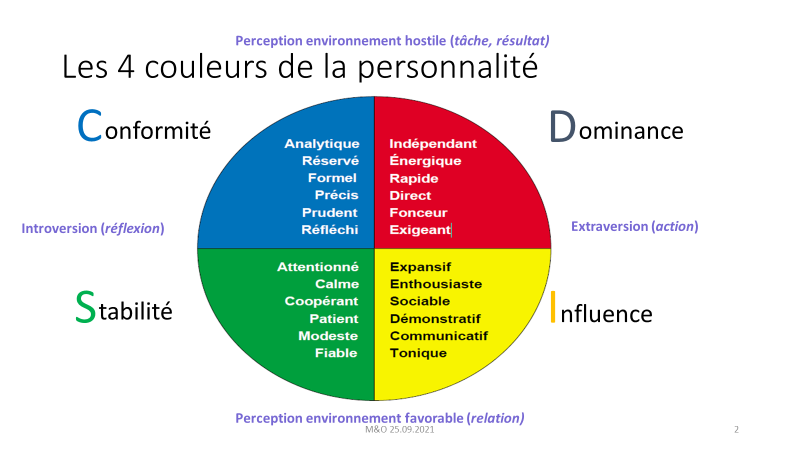 Perception environnement hostile (tâche, résultat)
Les 4 couleurs de la personnalité
Conformité
Dominance
Analytique
Réservé
Formel
Précis
Prudent
Réfléchi
Indépendant
Énergique
Rapide
Direct
Fonceur
Exigeant
Introversion (réflexion)
Extraversion (action)
Stabilité
Influence
Attentionné
Calme
Coopérant
Patient
Modeste
Fiable
Expansif
Enthousiaste
Sociable
Démonstratif
Communicatif
Tonique
Perception environnement favorable (relation)
M&O 25.09.2021
2